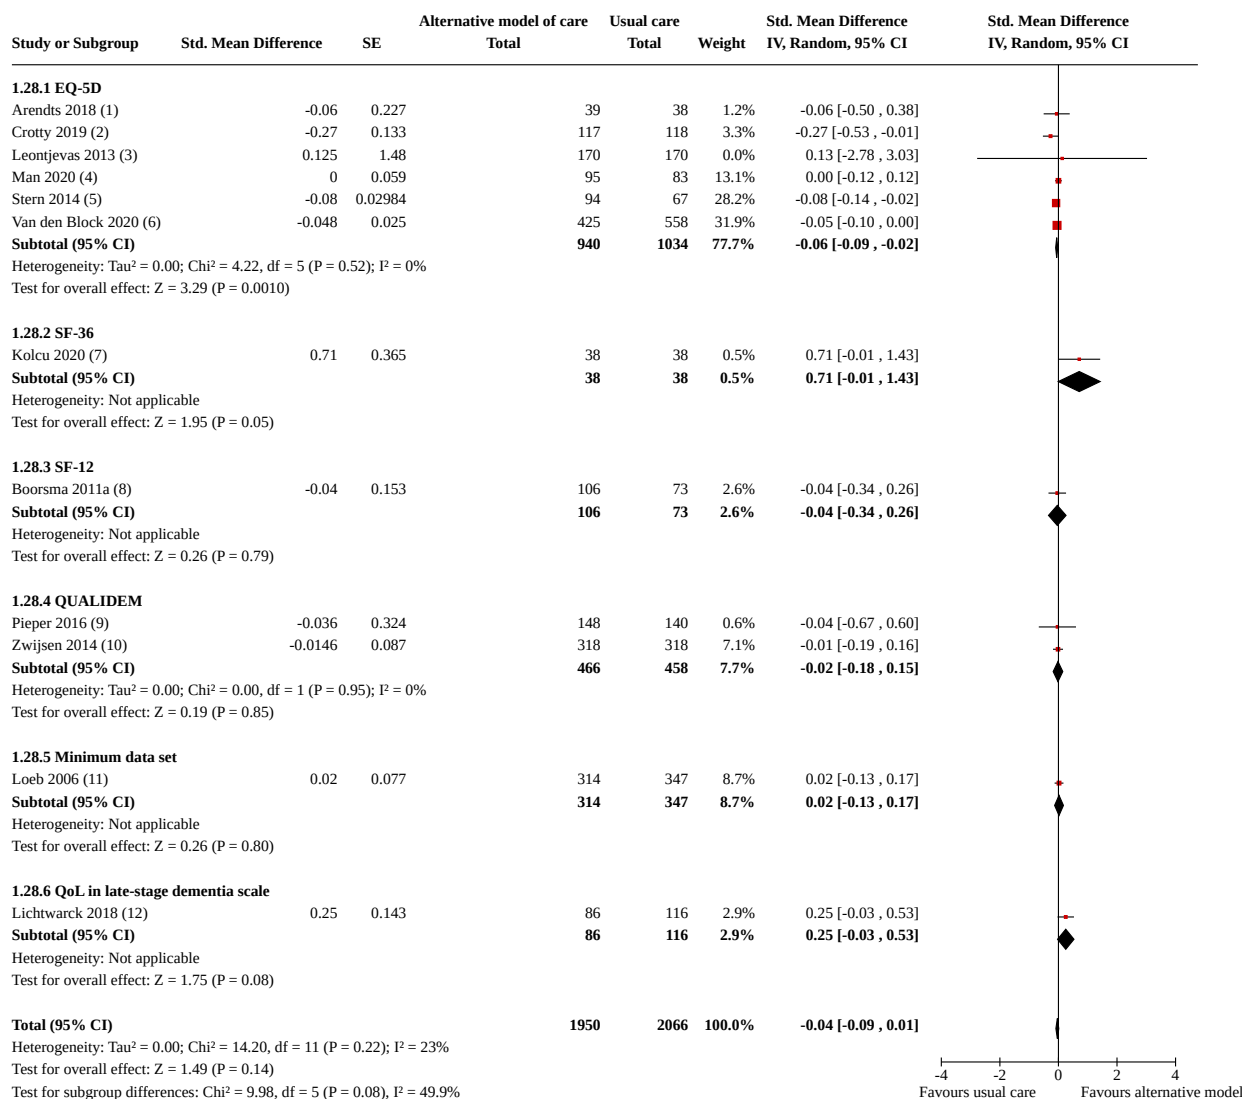 Alternative model of care Usual care Std. Mean Difference Std. Mean Difference
Study or Subgroup Std. Mean Difference SE Total Total Weight IV, Random, 95% CI IV, Random, 95% CI
1.28.1 EQ-5D
Arendts 2018 (1) -0.06 0.227 39 38 1.2% -0.06 [-0.50 , 0.38]
Crotty 2019 (2) -0.27 0.133 117 118 3.3% -0.27 [-0.53 , -0.01]
Leontjevas 2013 (3) 0.125 1.48 170 170 0.0% 0.13 [-2.78 , 3.03]
Man 2020 (4) 0 0.059 95 83 13.1% 0.00 [-0.12 , 0.12]
Stern 2014 (5) -0.08 0.02984 94 67 28.2% -0.08 [-0.14 , -0.02]
Van den Block 2020 (6) -0.048 0.025 425 558 31.9% -0.05 [-0.10 , 0.00]
Subtotal (95% CI) 940 1034 77.7% -0.06 [-0.09 , -0.02]
Heterogeneity: Tau² = 0.00; Chi² = 4.22, df = 5 (P = 0.52); I² = 0%
Test for overall effect: Z = 3.29 (P = 0.0010)
1.28.2 SF-36
Kolcu 2020 (7) 0.71 0.365 38 38 0.5% 0.71 [-0.01 , 1.43]
Subtotal (95% CI) 38 38 0.5% 0.71 [-0.01 , 1.43]
Heterogeneity: Not applicable
Test for overall effect: Z = 1.95 (P = 0.05)
1.28.3 SF-12
Boorsma 2011a (8) -0.04 0.153 106 73 2.6% -0.04 [-0.34 , 0.26]
Subtotal (95% CI) 106 73 2.6% -0.04 [-0.34 , 0.26]
Heterogeneity: Not applicable
Test for overall effect: Z = 0.26 (P = 0.79)
1.28.4 QUALIDEM
Pieper 2016 (9) -0.036 0.324 148 140 0.6% -0.04 [-0.67 , 0.60]
Zwijsen 2014 (10) -0.0146 0.087 318 318 7.1% -0.01 [-0.19 , 0.16]
Subtotal (95% CI) 466 458 7.7% -0.02 [-0.18 , 0.15]
Heterogeneity: Tau² = 0.00; Chi² = 0.00, df = 1 (P = 0.95); I² = 0%
Test for overall effect: Z = 0.19 (P = 0.85)
1.28.5 Minimum data set
Loeb 2006 (11) 0.02 0.077 314 347 8.7% 0.02 [-0.13 , 0.17]
Subtotal (95% CI) 314 347 8.7% 0.02 [-0.13 , 0.17]
Heterogeneity: Not applicable
Test for overall effect: Z = 0.26 (P = 0.80)
1.28.6 QoL in late-stage dementia scale
Lichtwarck 2018 (12) 0.25 0.143 86 116 2.9% 0.25 [-0.03 , 0.53]
Subtotal (95% CI) 86 116 2.9% 0.25 [-0.03 , 0.53]
Heterogeneity: Not applicable
Test for overall effect: Z = 1.75 (P = 0.08)
Total (95% CI) 1950 2066 100.0% -0.04 [-0.09 , 0.01]
Heterogeneity: Tau² = 0.00; Chi² = 14.20, df = 11 (P = 0.22); I² = 23%
Test for overall effect: Z = 1.49 (P = 0.14) -4 -2 0 2 4
Test for subgroup differences: Chi² = 9.98, df = 5 (P = 0.08), I² = 49.9% Favours usual care Favours alternative model